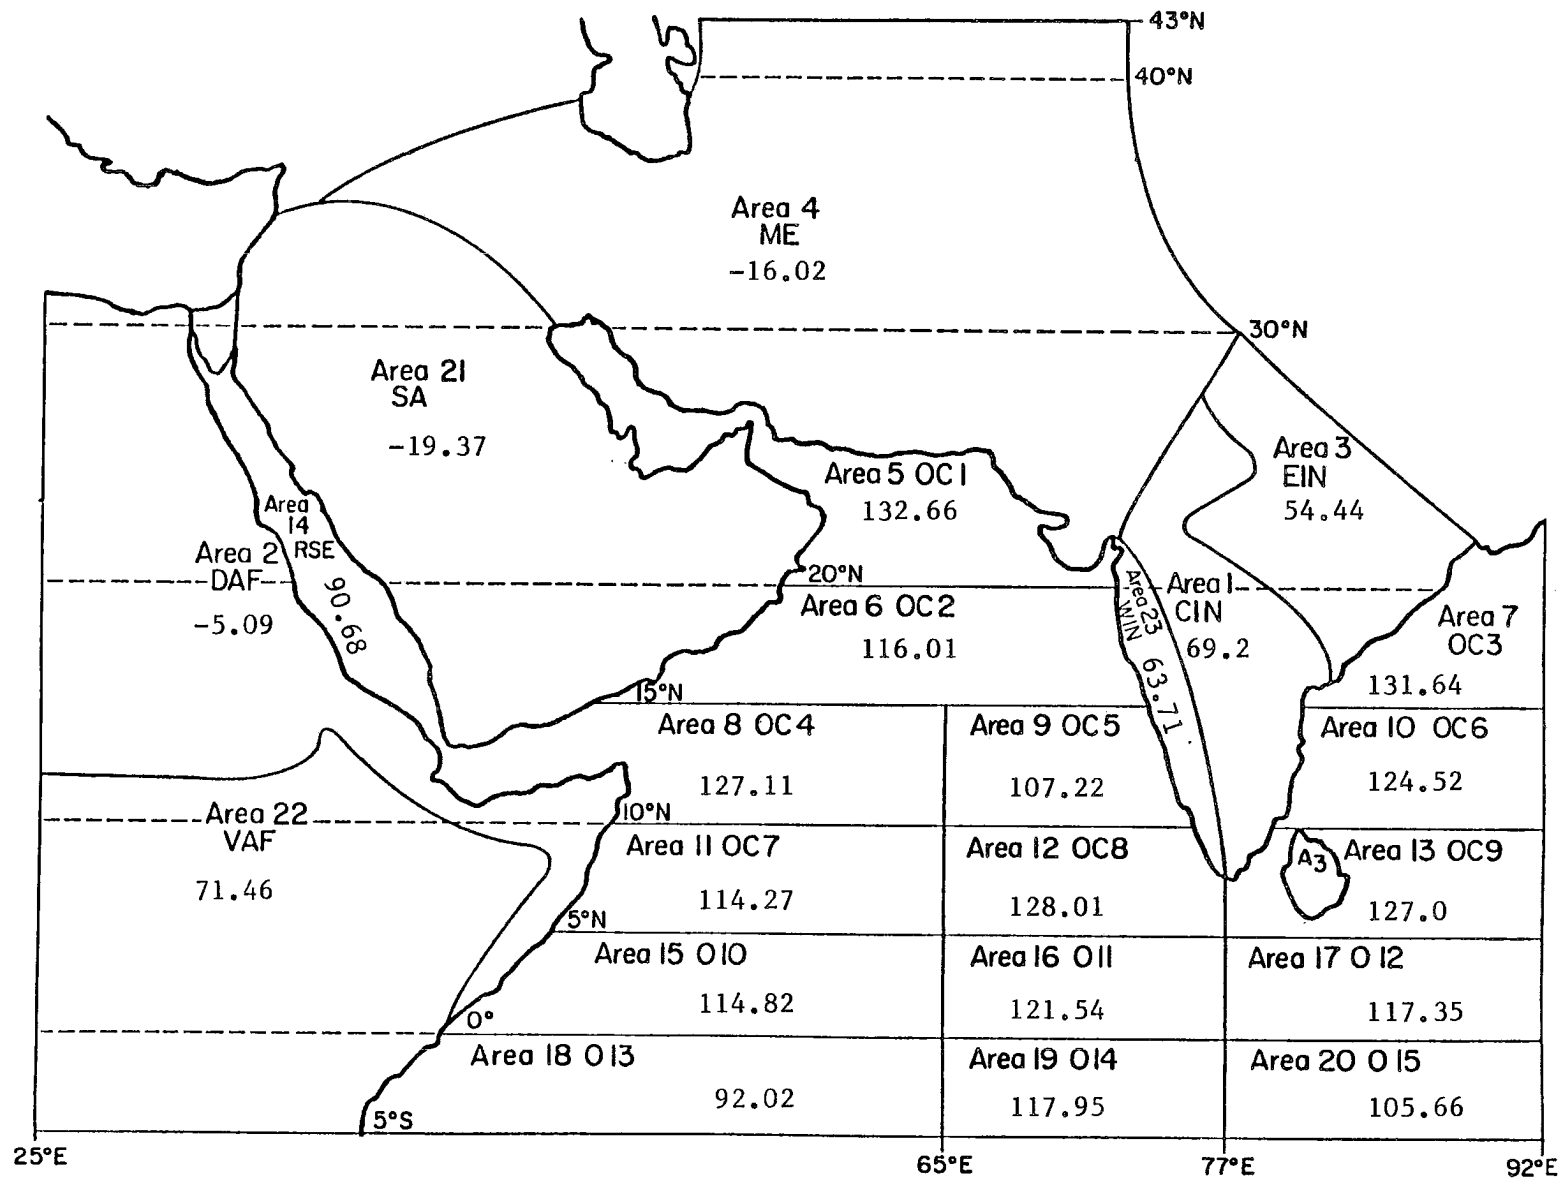 43°N
40°N
Area 4
ME
-16.02
30°N
Area 21
SA
-19.37
Area 5 OC1
132.66
Area 3
EIN
54.44
Area
14
RSE
90.68
Area 2
DAF
-5.09
20°N
Area 6 OC2
116.01
Area 23
WIN
63.71
Area 1
CIN
69.2
Area 7
OC3
131.64
15°N
Area 8 OC4
127.11
Area 9 OC5
107.22
Area 10 OC6
124.52
Area 22
VAF
71.46
10°N
Area 11 OC7
114.27
Area 12 OC8
128.01
A3
Area 13 OC9
127.0
5°N
Area 15 O10
114.82
Area 16 O11
121.54
Area 17 O12
117.35
0°
Area 18 O13
92.02
Area 19 O14
117.95
Area 20 O15
105.66
5°S
25°E
65°E
77°E
92°E